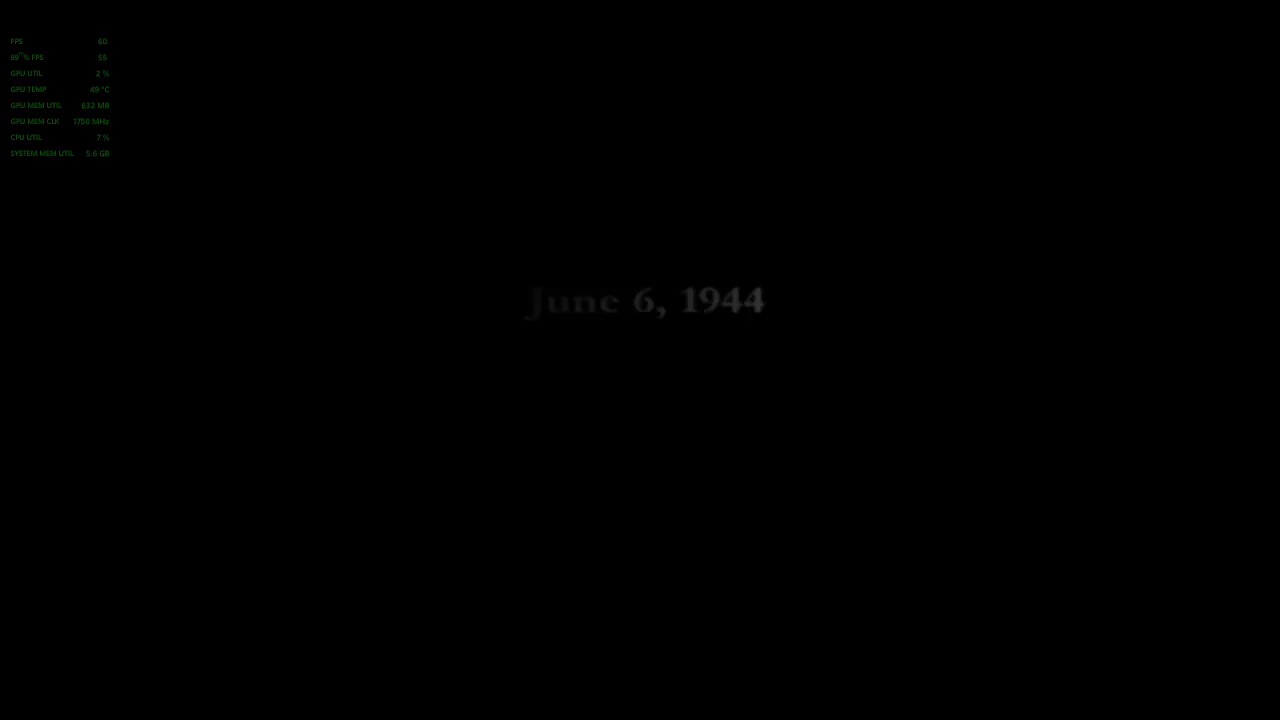 FPS 60
99th% FPS 55
GPU UTIL 2 %
GPU TEMP 49 °C
GPU MEM UTIL 632 MB
GPU MEM CLK 1750 MHz
CPU UTIL 7 %
SYSTEM MEM UTIL 5.6 GB
June 6, 1944